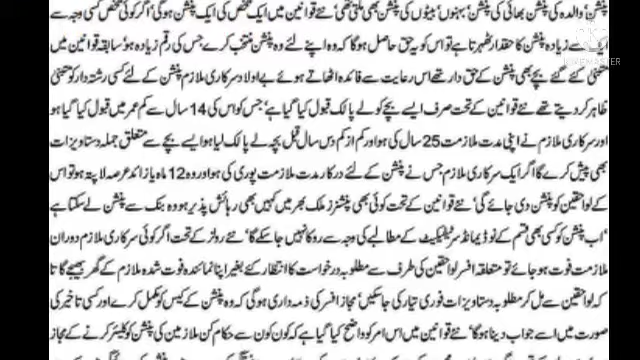 پنشن' والدہ کی پنشن' بھائی کی پنشن' بہنوں' بیٹوں کی پنشن بھی ملتی تھی' نئے قوانین میں ایک شخص کی ایک پنشن ہوگی' اگر کوئی شخص کسی وجہ سے
ایک سے زیادہ پنشن کا حقدار ٹھہرتا ہے تو اس کو یہ حق حاصل ہوگا کہ وہ اپنے لئے وہ پنشن منتخب کرے جس کی رقم زیادہ ہو' سابقہ قوانین میں
متبنیٰ کئے گئے بچے بھی پنشن کے حق دار تھے اس رعایت سے فائدہ اٹھاتے ہوئے بے اولاد سرکاری ملازم پنشن کے لئے کسی رشتہ دار کو متبنیٰ
ظاہر کر دیتے تھے' نئے قوانین کے تحت صرف ایسے بچے کو لے پالک قبول کیا گیا ہے' جس کو اس کی 14 سال سے کم عمر میں قبول کیا گیا ہو
اور سرکاری ملازم نے اپنی مدت ملازمت 25 سال کی ہو اور کم از کم دس سال قبل بچہ لے پالک لیا ہو ایسے بچے سے متعلق جملہ دستاویزات
بھی پیش کرے گا' اگر ایک سرکاری ملازم جس نے پنشن کے لئے درکار مدت ملازمت پوری کی ہو اور وہ 12 ماہ یا زائد عرصہ لاپتہ ہو تو اس
کے لواحقین کو پنشن دی جائے گی' نئے قوانین کے تحت کوئی بھی پنشنرز ملک بھر میں کہیں بھی رہائش پذیر ہو وہ بنک سے پنشن لے سکتا ہے
' اب پنشن کو کسی بھی قسم کے نو ڈیمانڈ سرٹیفکیٹ کے مطالبے کی وجہ سے روکا نہیں جا سکے گا' نئے رولز کے تحت اگر کوئی سرکاری ملازم دوران
ملازمت فوت ہو جائے تو متعلقہ افسر لواحقین کی طرف سے مطلوبہ درخواست کا انتظار کئے بغیر اپنا نمائندہ فوت شدہ ملازم کے گھر بھیجے گا تا
کہ لواحقین سے مل کر مطلوبہ دستاویزات فوری تیار کی جا سکیں' مجاز افسر کی ذمہ داری ہوگی کہ وہ پنشن کے کیس کو مکمل کرے اور کسی تاخیر کی
صورت میں اسے جواب دینا ہوگا' نئے قوانین میں اس امر کو واضح کیا گیا ہے کہ کون کون سے حکام کن ملازمین کی پنشن کو کلیئر کرنے کے مجاز